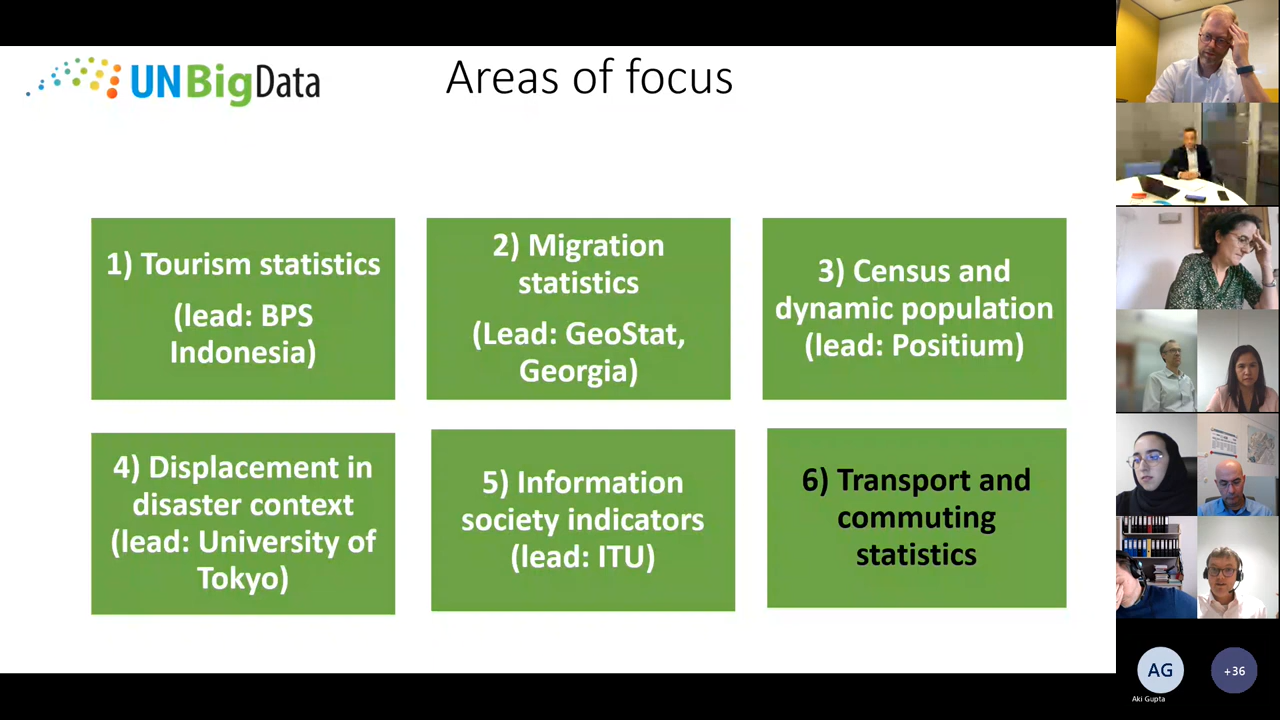 UNBigData
Areas of focus
1) Tourism statistics
(lead: BPS
Indonesia)
2) Migration
statistics
(Lead: GeoStat,
Georgia)
3) Census and
dynamic population
(lead: Positium)
4) Displacement in
disaster context
(lead: University of
Tokyo)
5) Information
society indicators
(lead: ITU)
6) Transport and
commuting
statistics
AG
+36
Aki Gupta